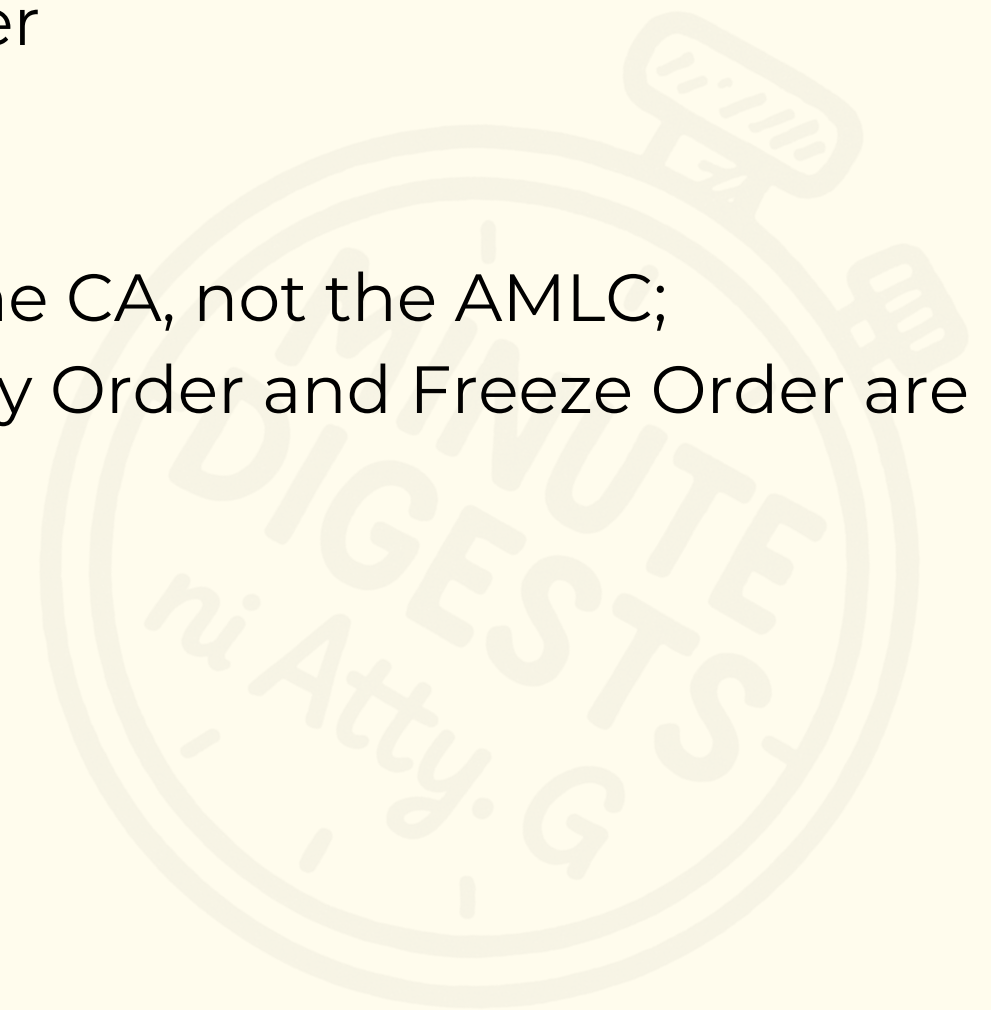 er
he CA, not the AMLC;
y Order and Freeze Order are
MINUTE
DIGESTS
ni Atty. G